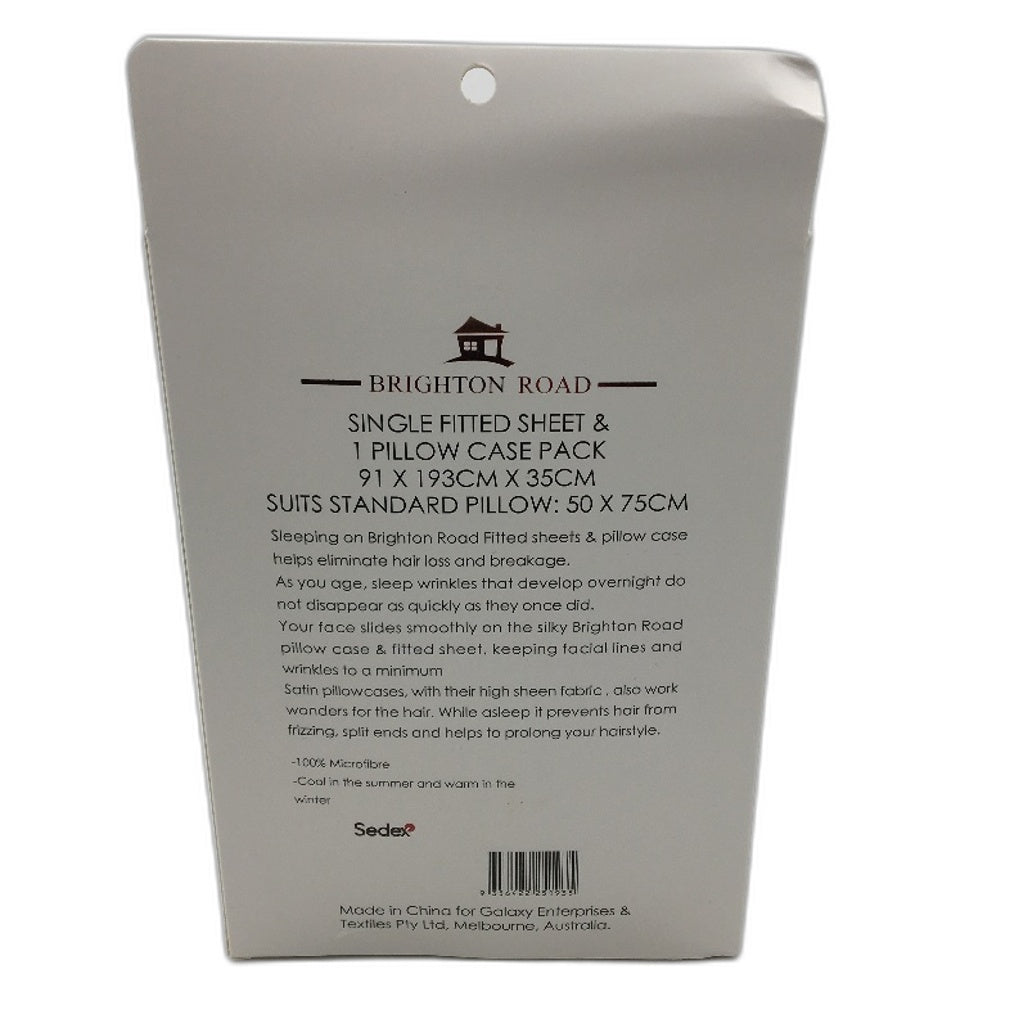 BRIGHTON ROAD
SINGLE FITTED SHEET &
1 PILLOW CASE PACK
91 X 193CM X 35CM
SUITS STANDARD PILLOW: 50 X 75CM
Sleeping on Brighton Road Fitted sheets & pillow case
helps eliminate hair loss and breakage.
As you age, sleep wrinkles that develop overnight do
not disappear as quickly as they once did.
Your face slides smoothly on the silky Brighton Road
pillow case & fitted sheet. keeping facial lines and
wrinkles to a minimum
Satin pillowcases, with their high sheen fabric , also work
wonders for the hair. While asleep it prevents hair from
frizzing, split ends and helps to prolong your hairstyle.
-100% Microfibre
-Cool in the summer and warm in the
winter
Sedex
Made in China for Galaxy Enterprises &
Textiles Pty Ltd, Melbourne, Australia.